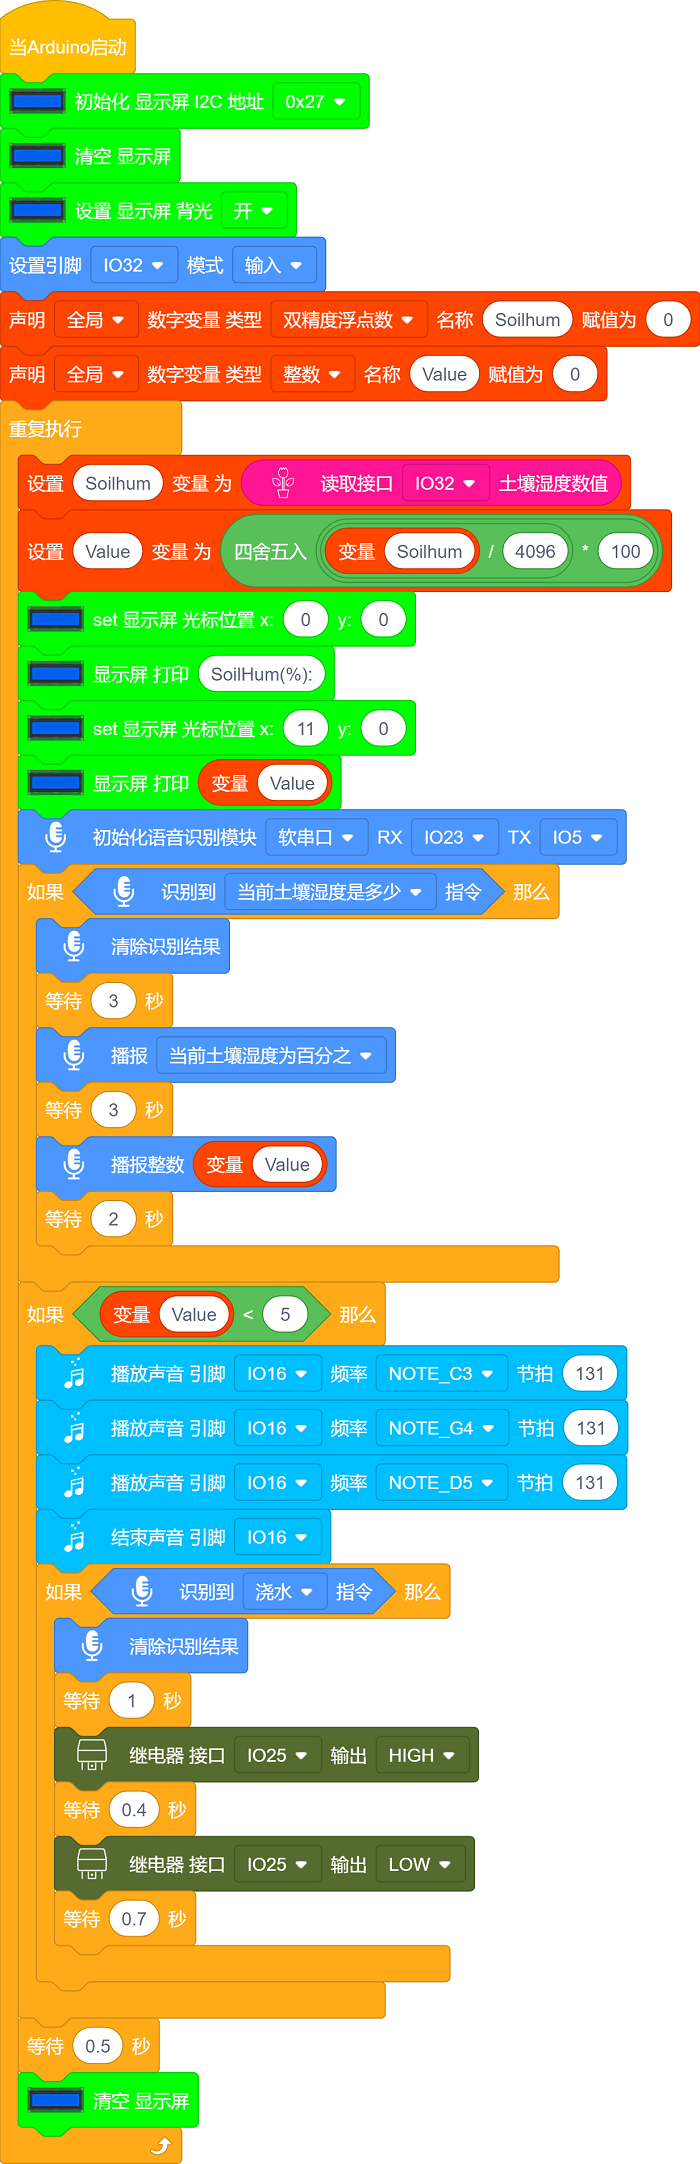 当Arduino启动
初始化 显示屏 I2C 地址 0x27
清空 显示屏
设置 显示屏 背光 开
设置引脚 IO32 模式 输入
声明 全局 数字变量 类型 双精度浮点数 名称 Soilhum 赋值为 0
声明 全局 数字变量 类型 整数 名称 Value 赋值为 0
重复执行
设置 Soilhum 变量 为 读取接口 IO32 土壤湿度数值
设置 Value 变量 为 四舍五入 变量 Soilhum / 4096 * 100
set 显示屏 光标位置 x: 0 y: 0
显示屏 打印 SoilHum(%):
set 显示屏 光标位置 x: 11 y: 0
显示屏 打印 变量 Value
初始化语音识别模块 软串口 RX IO23 TX IO5
如果 识别到 当前土壤湿度是多少 指令 那么
清除识别结果
等待 3 秒
播报 当前土壤湿度为百分之
等待 3 秒
播报整数 变量 Value
等待 2 秒
如果 变量 Value < 5 那么
播放声音 引脚 IO16 频率 NOTE_C3 节拍 131
播放声音 引脚 IO16 频率 NOTE_G4 节拍 131
播放声音 引脚 IO16 频率 NOTE_D5 节拍 131
结束声音 引脚 IO16
如果 识别到 浇水 指令 那么
清除识别结果
等待 1 秒
继电器 接口 IO25 输出 HIGH
等待 0.4 秒
继电器 接口 IO25 输出 LOW
等待 0.7 秒
等待 0.5 秒
清空 显示屏